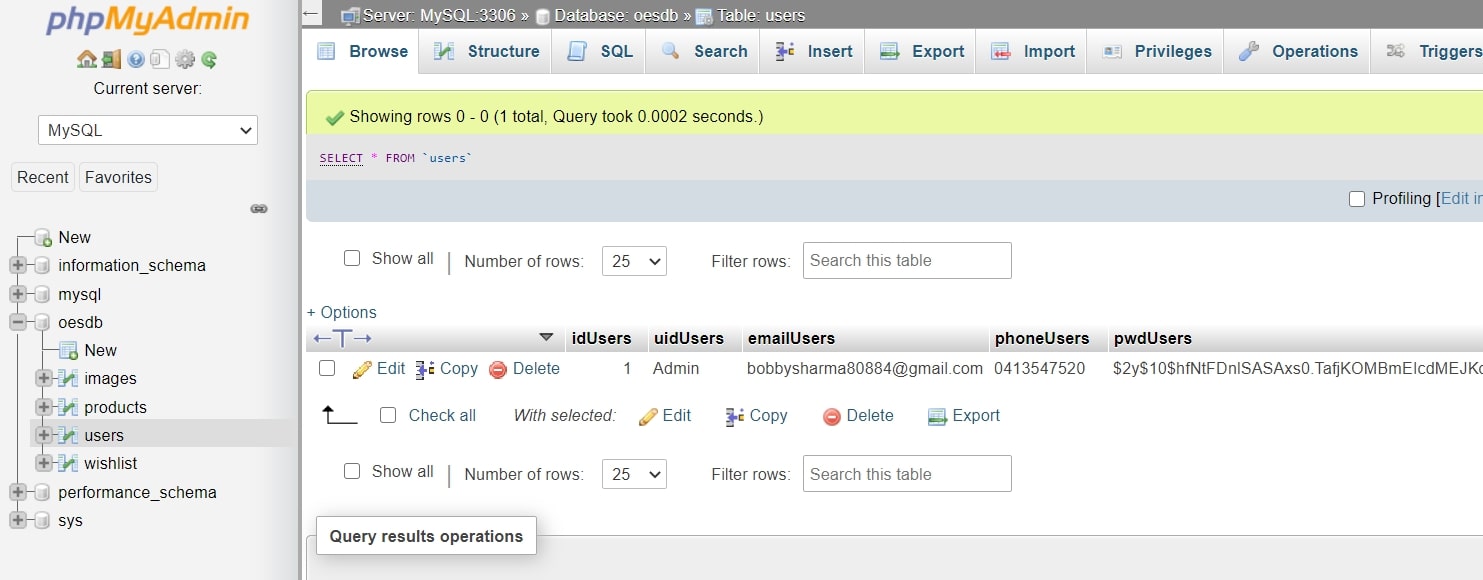 phpMyAdmin
Current server:
MySQL
Recent Favorites
New
information_schema
mysql
oesdb
New
images
products
users
wishlist
performance_schema
sys
Server: MySQL:3306 » Database: oesdb » Table: users
Browse Structure SQL Search Insert Export Import Privileges Operations Triggers
Showing rows 0 - 0 (1 total, Query took 0.0002 seconds.)
SELECT * FROM `users`
Profiling [Edit in
Show all | Number of rows: 25 Filter rows: Search this table
+ Options
←T→ idUsers uidUsers emailUsers phoneUsers pwdUsers
Edit Copy Delete 1 Admin bobbysharma80884@gmail.com 0413547520
Check all With selected: Edit Copy Delete Export
Show all | Number of rows: 25 Filter rows: Search this table
Query results operations